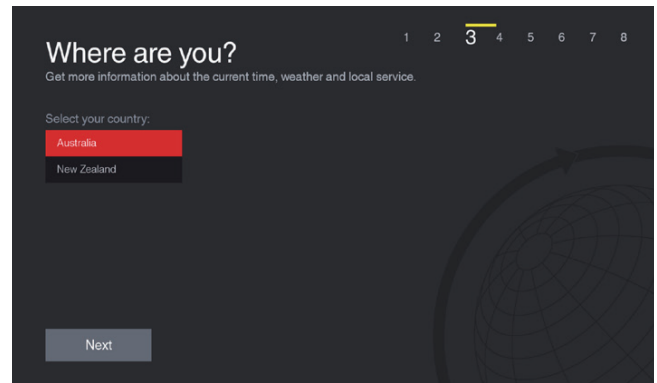 1 2 3 4 5 6 7 8
Where are you?
Get more information about the current time, weather and local service.
Select your country:
Australia
New Zealand
Next